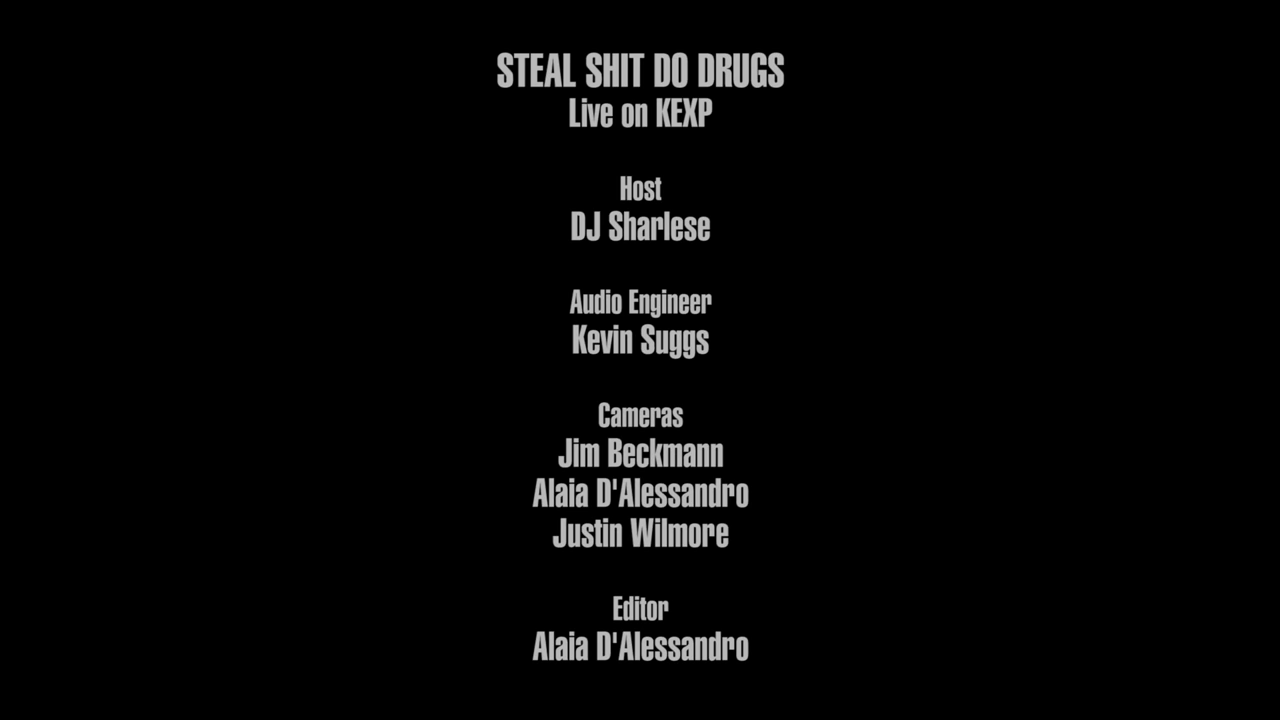 STEAL SHIT DO DRUGS
Live on KEXP
Host
DJ Sharlese
Audio Engineer
Kevin Suggs
Cameras
Jim Beckmann
Alaia D'Alessandro
Justin Wilmore
Editor
Alaia D'Alessandro